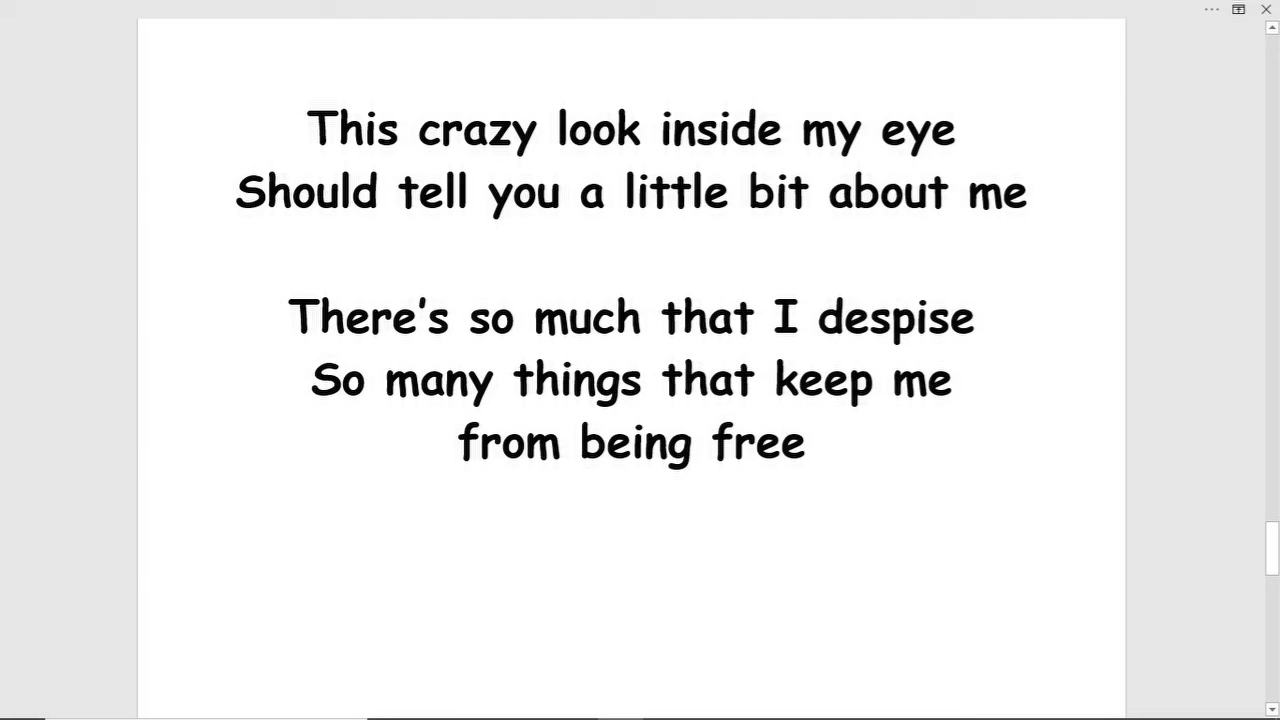 This crazy look inside my eye
Should tell you a little bit about me
There's so much that I despise
So many things that keep me
from being free